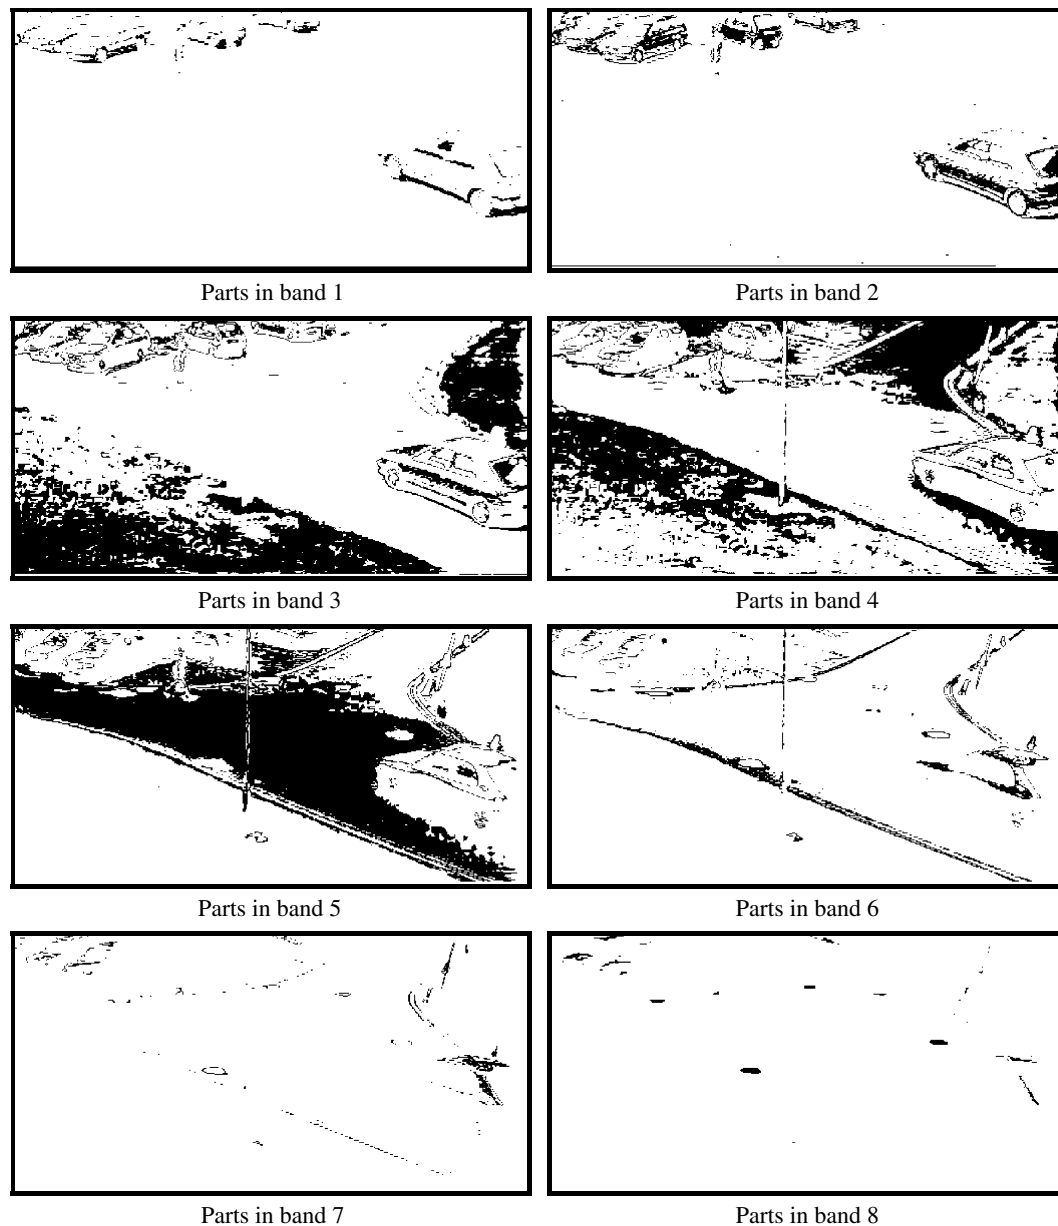 Parts in band 1
Parts in band 2
Parts in band 3
Parts in band 4
Parts in band 5
Parts in band 6
Parts in band 7
Parts in band 8